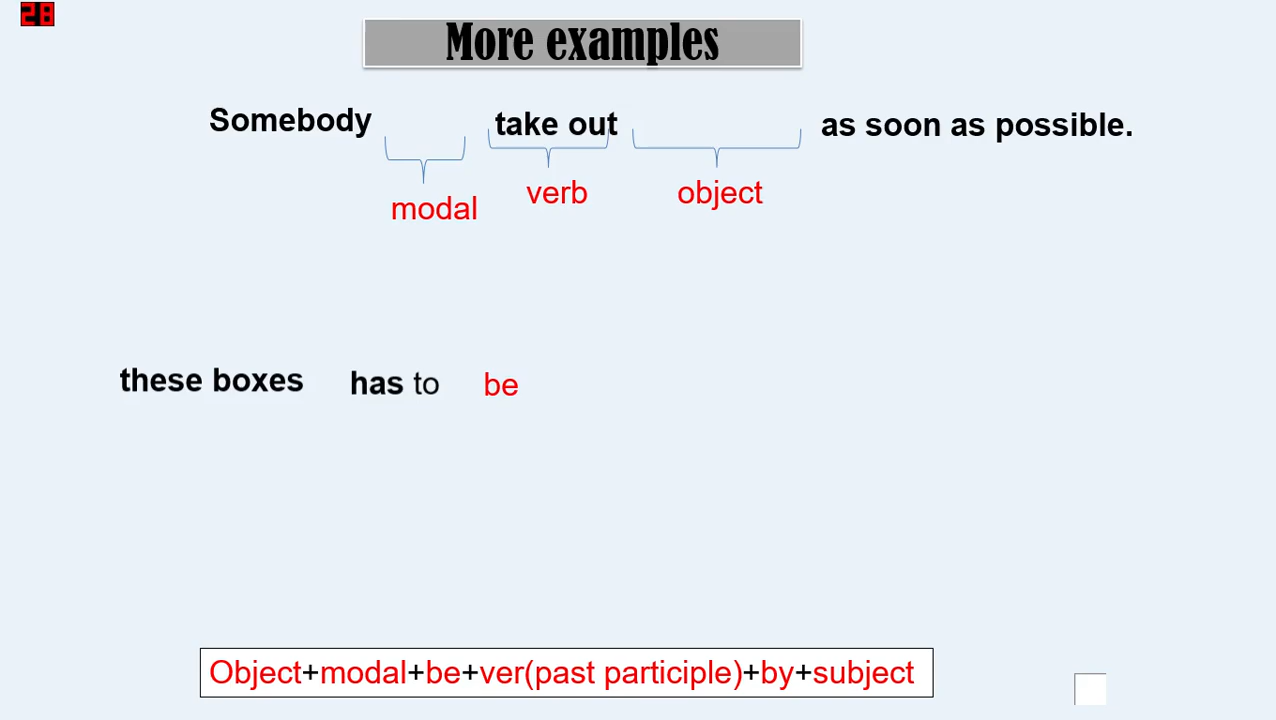 28
More examples
Somebody take out as soon as possible.
modal verb object
these boxes has to be
Object+modal+be+ver(past participle)+by+subject